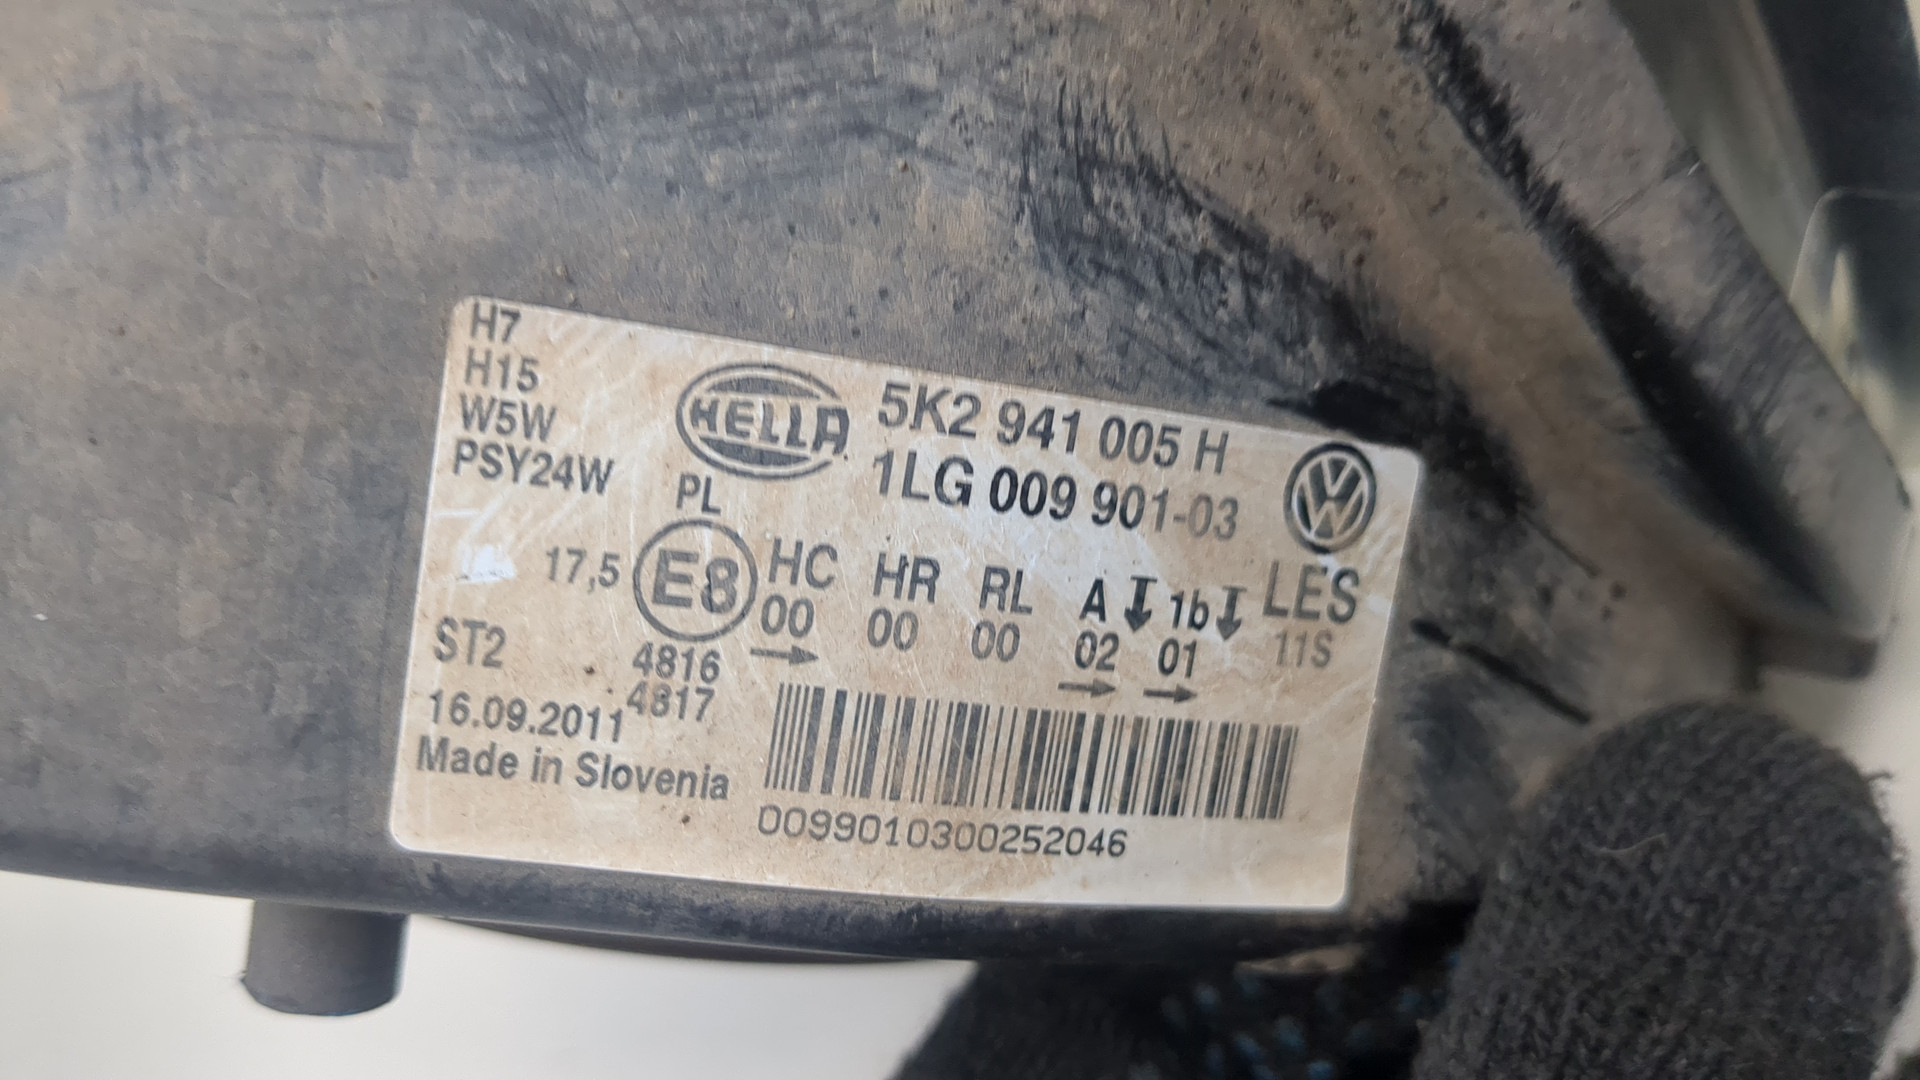 H7
H15
W5W
PSY24W
HELLA
5K2 941 005 H
1LG 009 901-03
PL
17,5 E8 HC HR RL A 1b LES
00 00 00 02 01 11S
ST2 4816
4817
16.09.2011
Made in Slovenia
0099010300252046